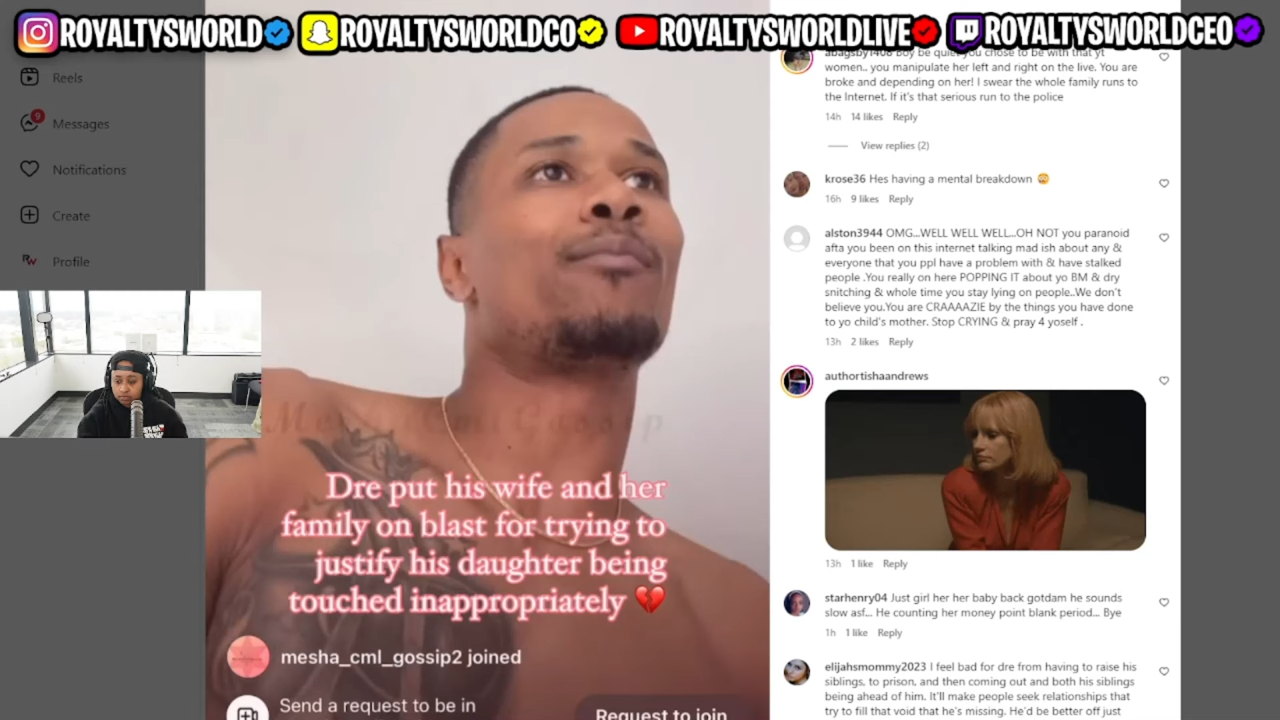 ROYALTYSWORLD ROYALTYSWORLDCO ROYALTYSWORLDLIVE ROYALTYSWORLDCEO
Reels
9
Messages
Notifications
Create
Profile
Dre put his wife and her
family on blast for trying to
justify his daughter being
touched inappropriately 💔
mesha_cml_gossip2 joined
Send a request to be in
Request to join
abagsby1408 Boy be quiet you chose to be with that yt
women.. you manipulate her left and right on the live. You are
broke and depending on her! I swear the whole family runs to
the Internet. If it's that serious run to the police
14h 14 likes Reply
View replies (2)
krose36 Hes having a mental breakdown 😳
16h 9 likes Reply
alston3944 OMG...WELL WELL WELL...OH NOT you paranoid
afta you been on this internet talking mad ish about any &
everyone that you ppl have a problem with & have stalked
people .You really on here POPPING IT about yo BM & dry
snitching & whole time you stay lying on people..We don't
believe you.You are CRAAAAZIE by the things you have done
to yo child's mother. Stop CRYING & pray 4 yoself .
13h 2 likes Reply
authortishaandrews
13h 1 like Reply
starhenry04 Just girl her her baby back gotdam he sounds
slow asf... He counting her money point blank period... Bye
1h 1 like Reply
elijahsmommy2023 I feel bad for dre from having to raise his
siblings, to prison, and then coming out and both his siblings
being ahead of him. It'll make people seek relationships that
try to fill that void that he's missing. He'd be better off just